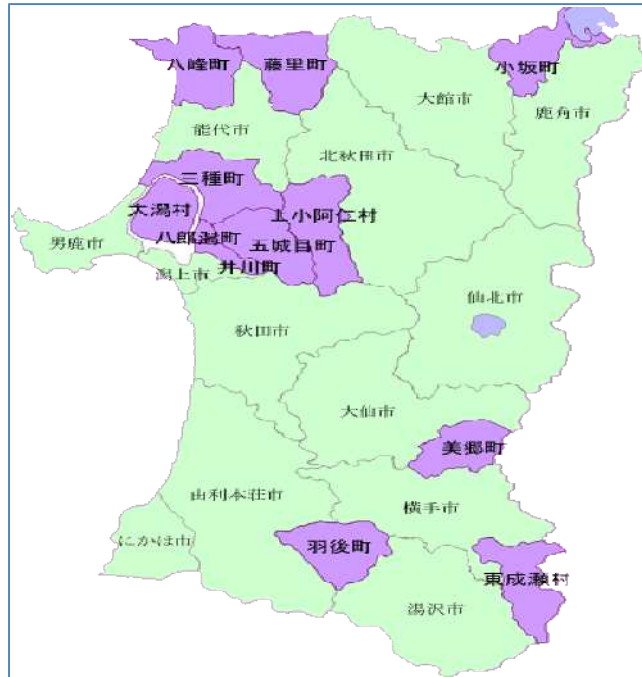 八峰町
藤里町
小坂町
大館市
鹿角市
能代市
北秋田市
三種町
大潟村
上小阿仁村
八郎潟町
五城目町
男鹿市
井川町
潟上市
仙北市
秋田市
大仙市
美郷町
由利本荘市
横手市
にかほ市
羽後町
東成瀬村
湯沢市